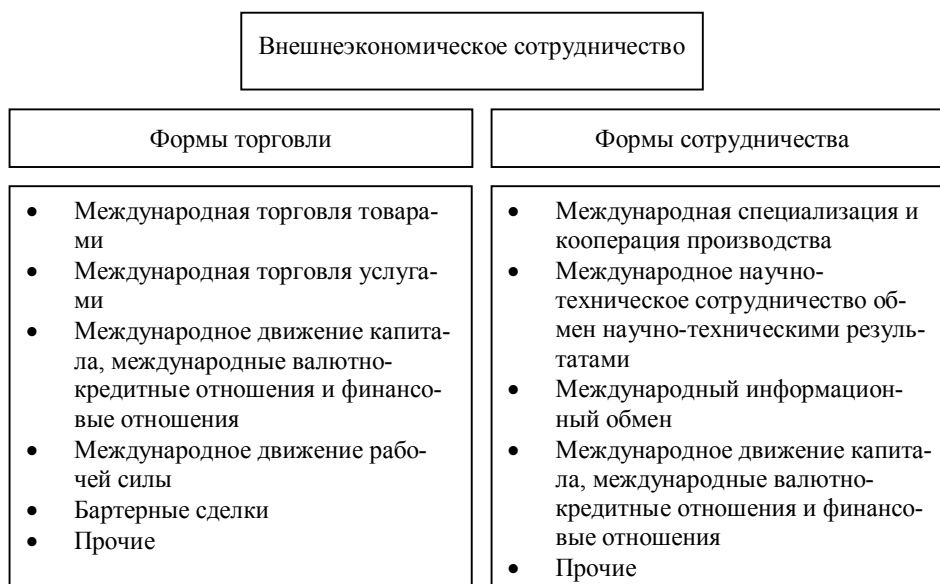 Внешнеэкономическое сотрудничество
Формы торговли
• Международная торговля товара-
ми
• Международная торговля услуга-
ми
• Международное движение капита-
ла, международные валютно-
кредитные отношения и финансо-
вые отношения
• Международное движение рабо-
чей силы
• Бартерные сделки
• Прочие
Формы сотрудничества
• Международная специализация и
кооперация производства
• Международное научно-
техническое сотрудничество об-
мен научно-техническими резуль-
татами
• Международный информацион-
ный обмен
• Международное движение капита-
ла, международные валютно-
кредитные отношения и финансо-
вые отношения
• Прочие